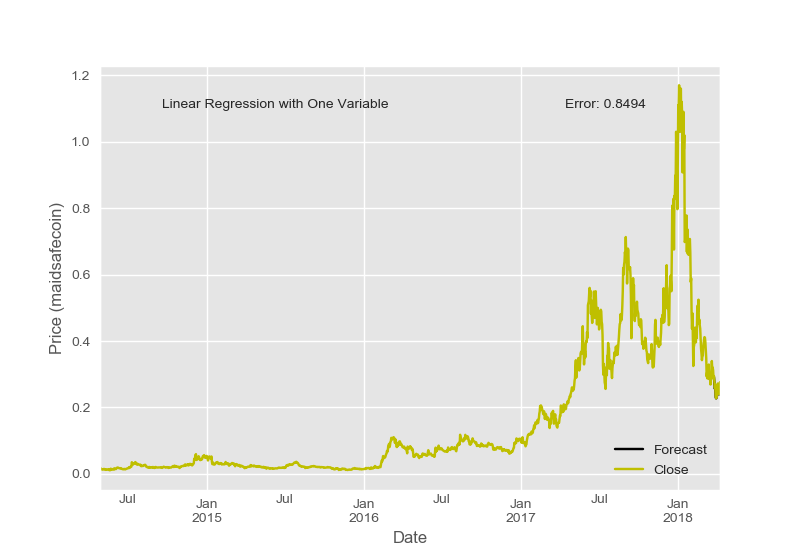 Linear Regression with One Variable
Error: 0.8494
1.2
1.0
0.8
0.6
0.4
0.2
0.0
Price (maidsafecoin)
Forecast
Close
Jul
Jan
2015
Jul
Jan
2016
Jul
Jan
2017
Jul
Jan
2018
Date